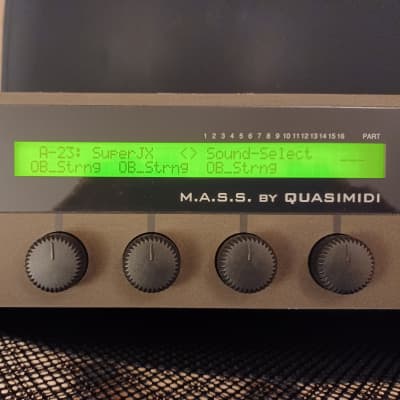 1 2 3 4 5 6 7 8 9 10 11 12 13 14 15 16 PART
A-23: SuperJX <> Sound-Select
OB_Strng OB_Strng OB_Strng
M.A.S.S. BY QUASIMIDI